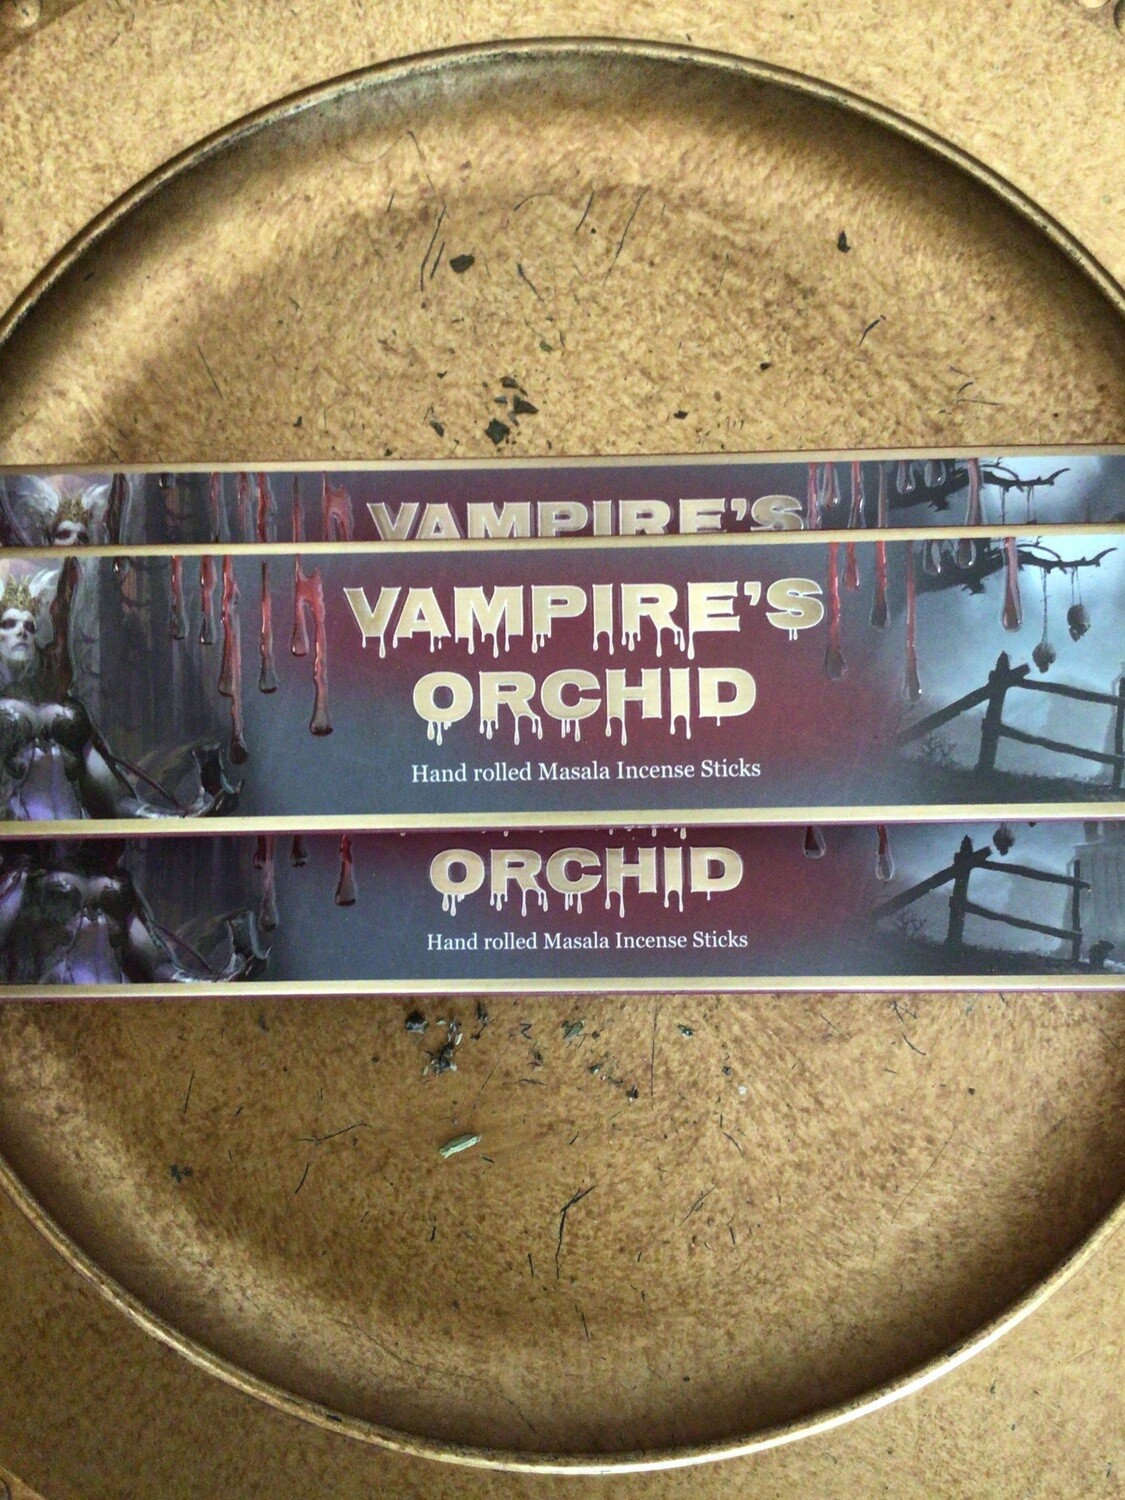 VAMPIRE'S
VAMPIRE'S
ORCHID
Hand rolled Masala Incense Sticks
ORCHID
Hand rolled Masala Incense Sticks